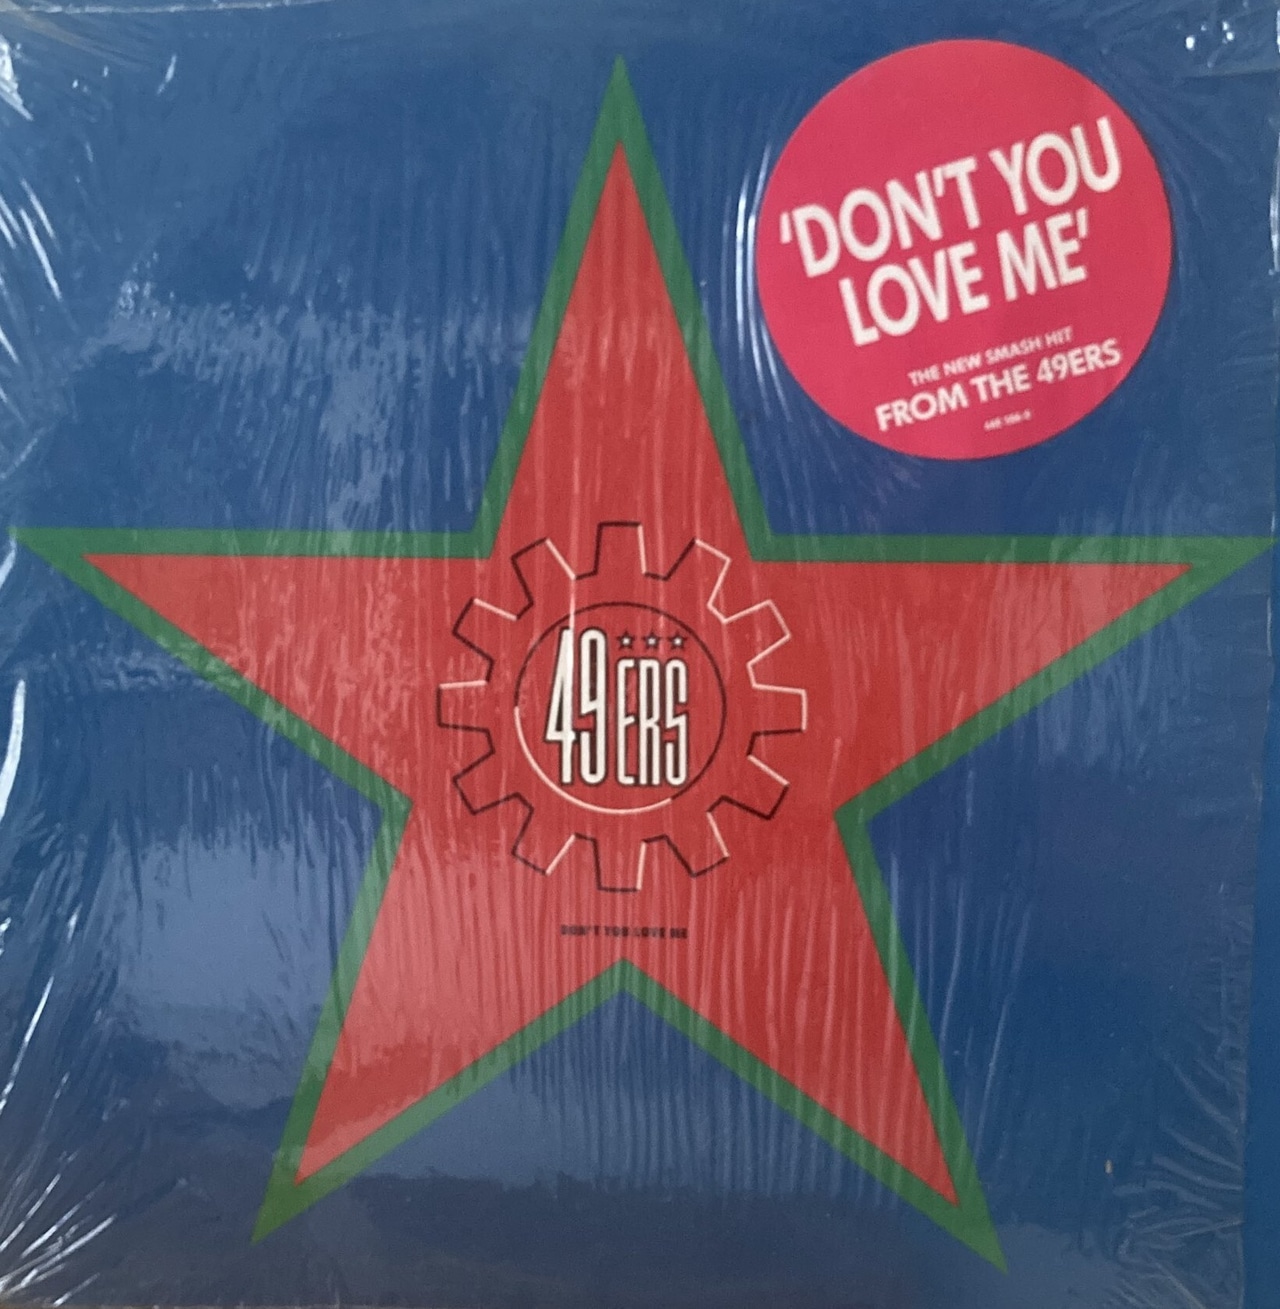 'DON'T YOU
LOVE ME'
THE NEW SMASH HIT
FROM THE 49ERS
49ERS
DON'T YOU LOVE ME